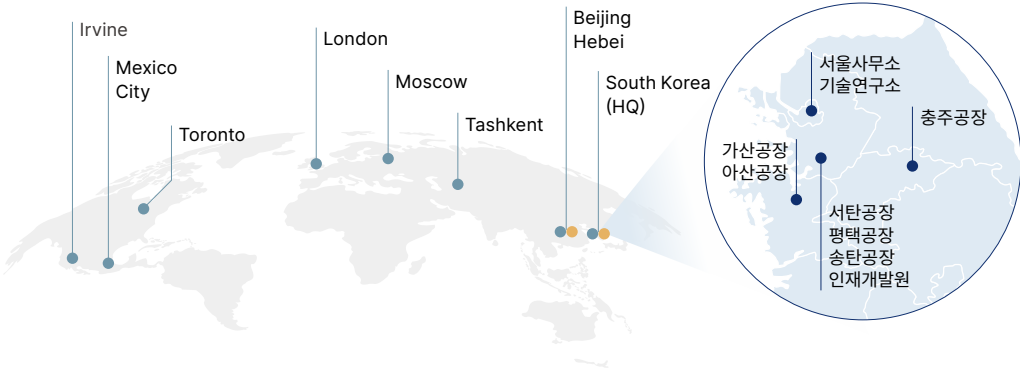 Irvine
Mexico
City
Toronto
London
Moscow
Tashkent
Beijing
Hebei
South Korea
(HQ)
서울사무소
기술연구소
충주공장
가산공장
아산공장
서탄공장
평택공장
송탄공장
인재개발원